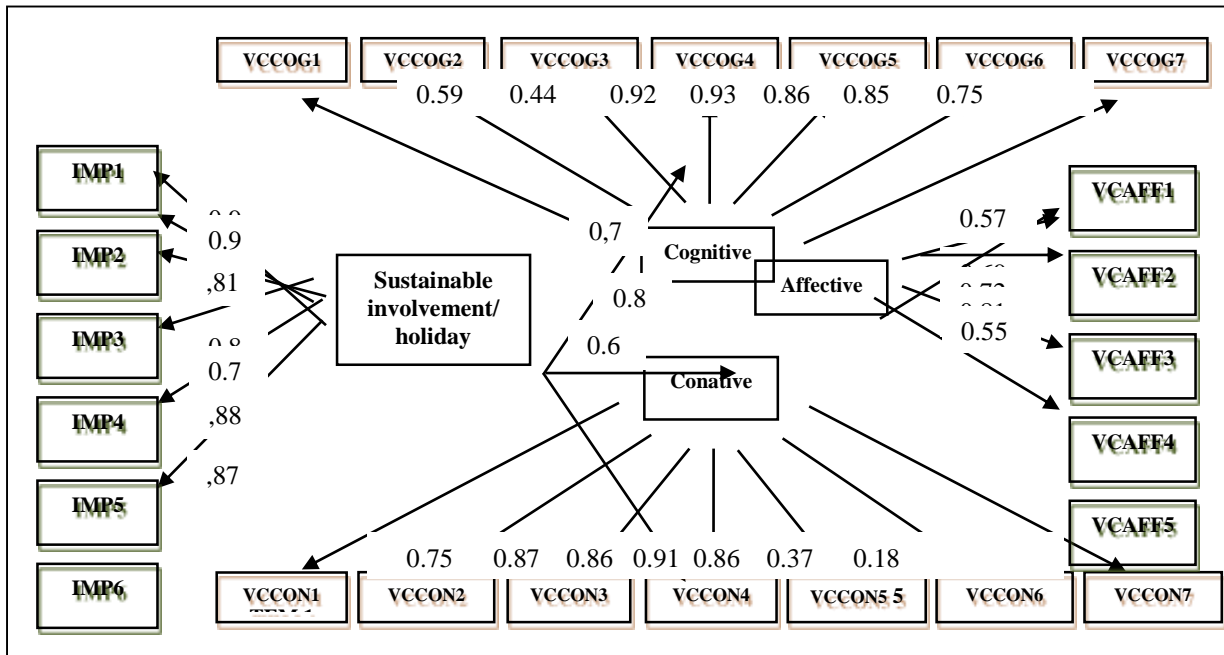 VCCOG1 VCCOG2 VCCOG3 VCCOG4 VCCOG5 VCCOG6 VCCOG7
0.59 0.44 0.92 0.93 0.86 0.85 0.75
IMP1
IMP2
IMP3
IMP4
IMP5
IMP6
0.9
,81
0.7
,88
,87
Sustainable
involvement/
holiday
0,7
0.8
0.6
Cognitive
Affective
Conative
0.57
0.55
VCAFF1
VCAFF2
VCAFF3
VCAFF4
VCAFF5
0.75 0.87 0.86 0.91 0.86 0.37 0.18
VCCON1 VCCON2 VCCON3 VCCON4 VCCON5 5 VCCON6 VCCON7